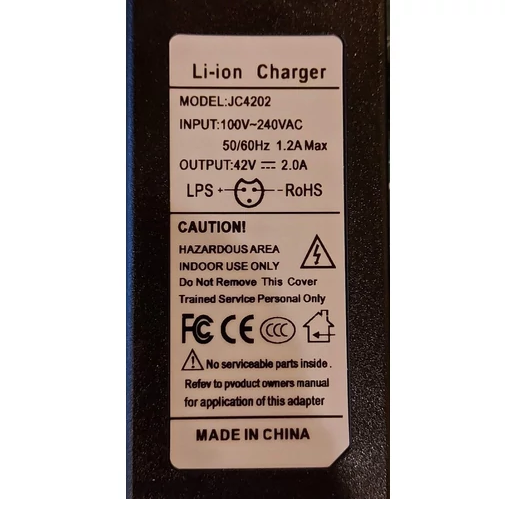 Li-ion Charger
MODEL:JC4202
INPUT:100V~240VAC
50/60Hz 1.2A Max
OUTPUT:42V ⎓ 2.0A
LPS + - RoHS
CAUTION!
HAZARDOUS AREA
INDOOR USE ONLY
Do Not Remove This Cover
Trained Service Personal Only
FC CE CCC
No serviceable parts inside .
Refev to pvoduct owners manual
for application of this adapter
MADE IN CHINA